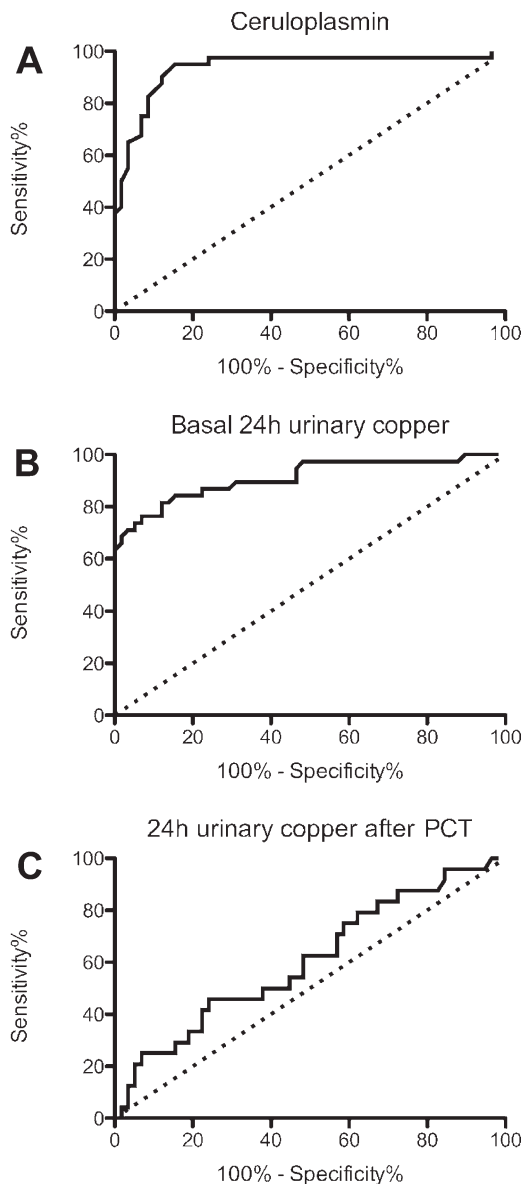 Ceruloplasmin
A
100
80
60
40
20
0
Sensitivity%
0 20 40 60 80 100
100% - Specificity%
Basal 24h urinary copper
B
100
80
60
40
20
0
Sensitivity%
0 20 40 60 80 100
100% - Specificity%
24h urinary copper after PCT
C
100
80
60
40
20
0
Sensitivity%
0 20 40 60 80 100
100% - Specificity%